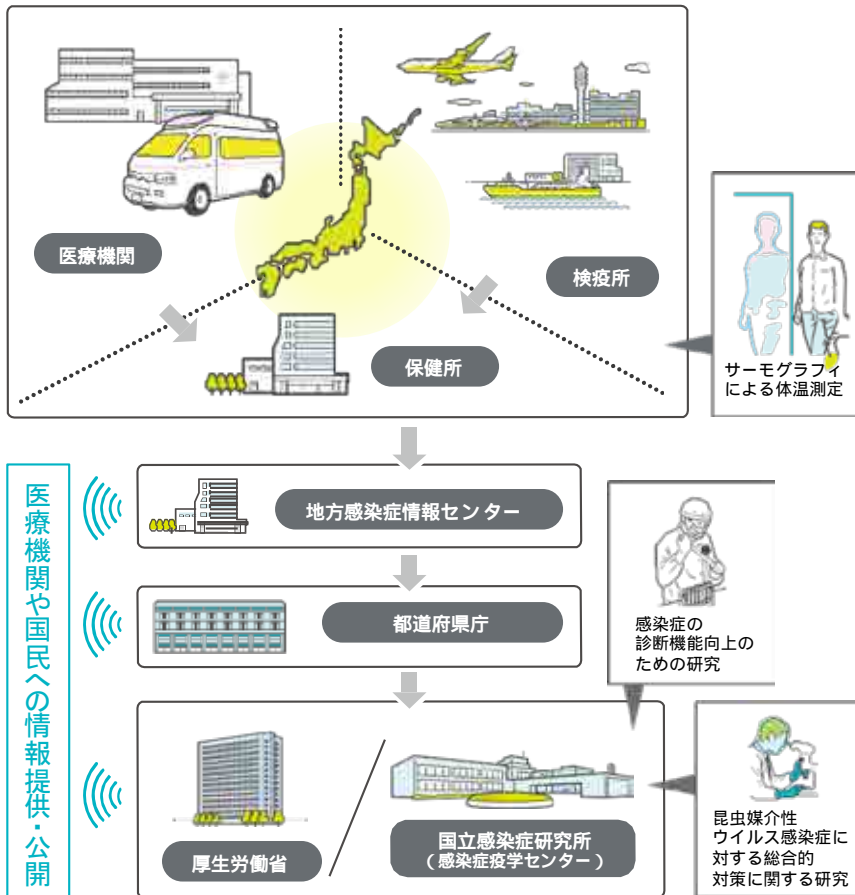 医療機関
検疫所
保健所
サーモグラフィ
による体温測定
医療機関や国民への情報提供・公開
地方感染症情報センター
都道府県庁
感染症の
診断機能向上の
ための研究
厚生労働省
国立感染症研究所
(感染症疫学センター)
昆虫媒介性
ウイルス感染症に
対する総合的
対策に関する研究